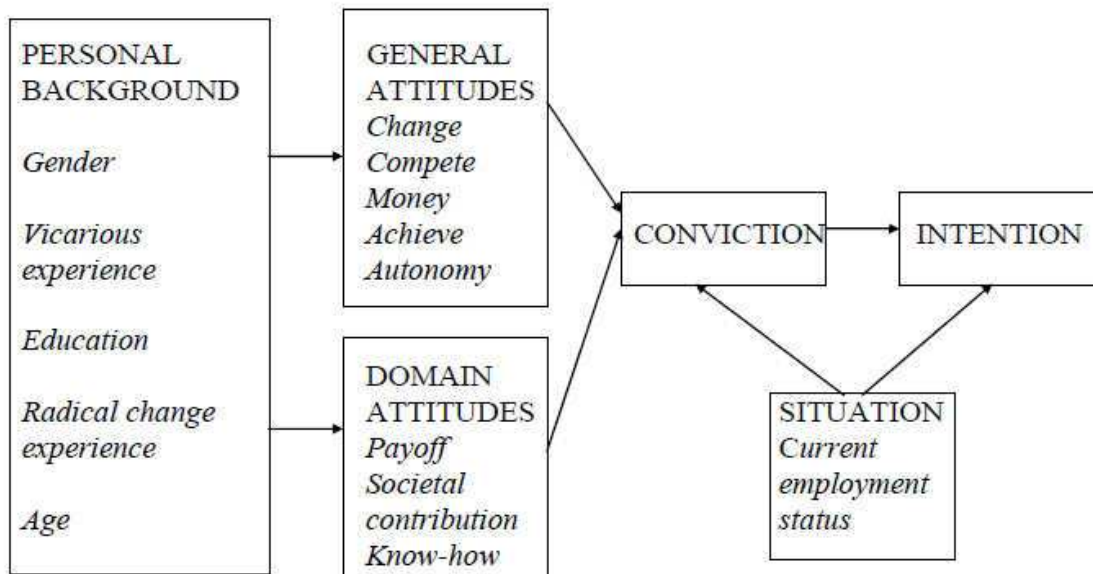 PERSONAL
BACKGROUND
Gender
Vicarious
experience
Education
Radical change
experience
Age
GENERAL
ATTITUDES
Change
Compete
Money
Achieve
Autonomy
DOMAIN
ATTITUDES
Payoff
Societal
contribution
Know-how
CONVICTION
INTENTION
SITUATION
Current
employment
status